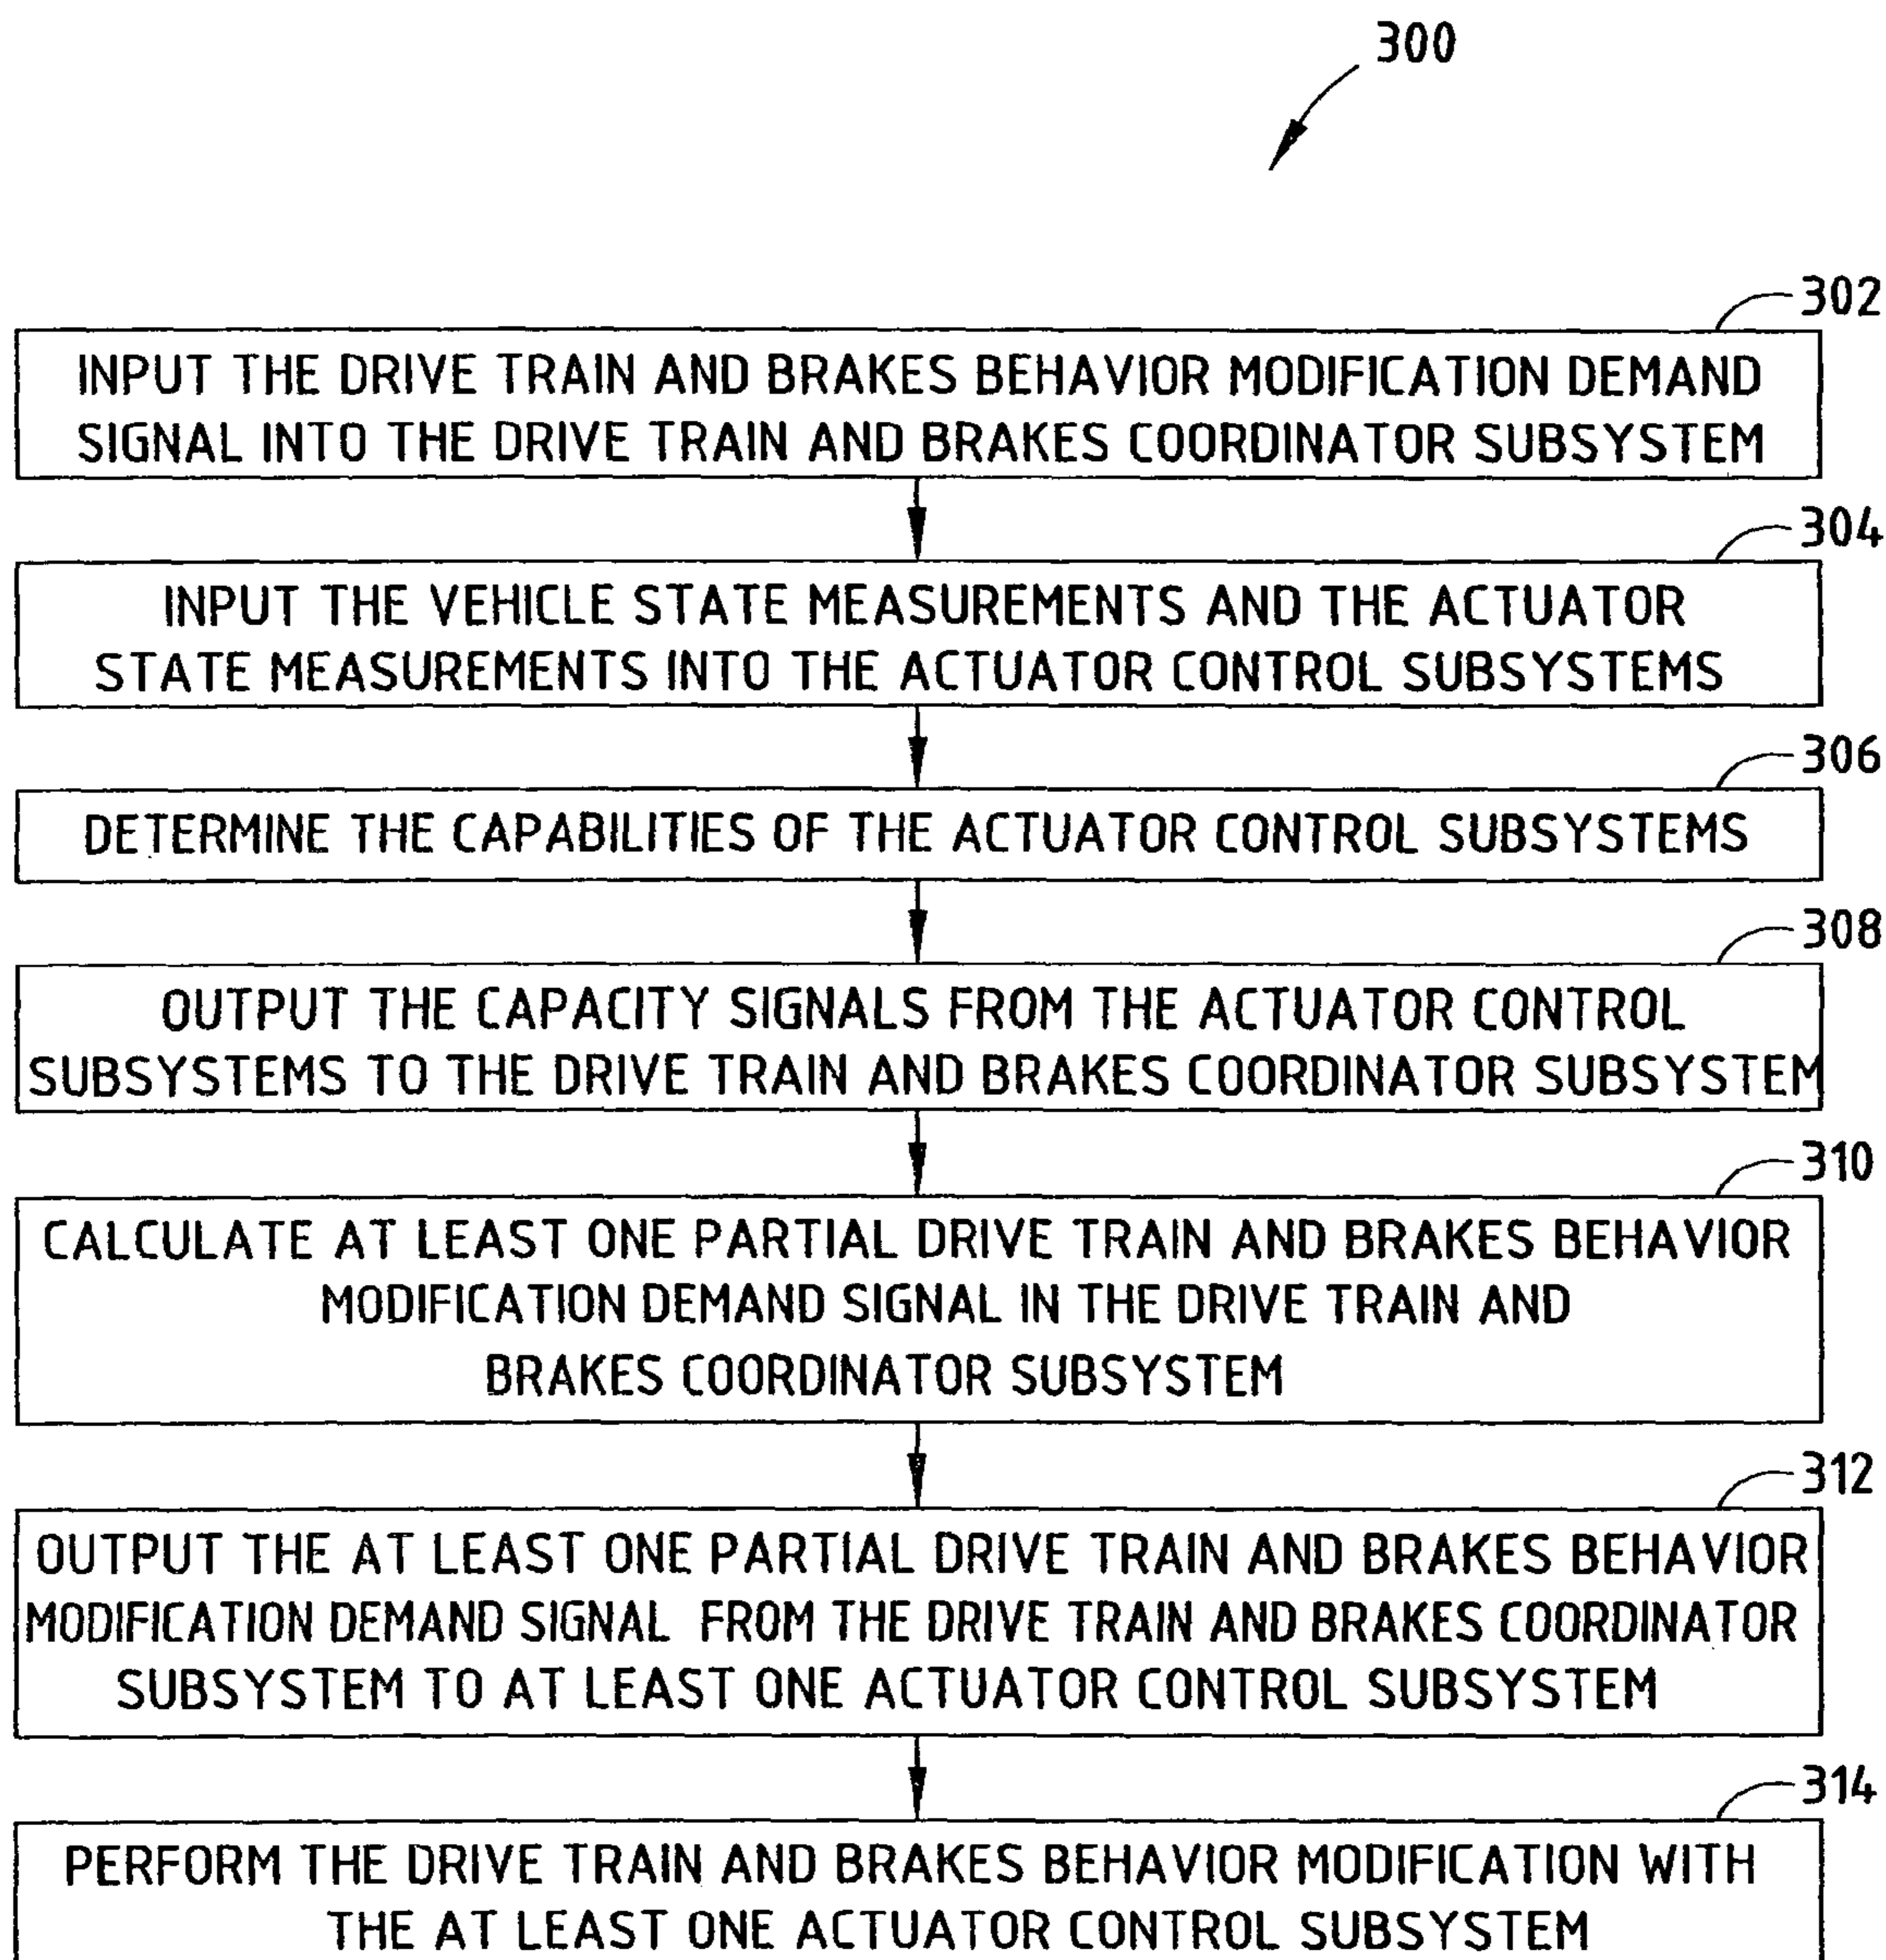 300
302
INPUT THE DRIVE TRAIN AND BRAKES BEHAVIOR MODIFICATION DEMAND
SIGNAL INTO THE DRIVE TRAIN AND BRAKES COORDINATOR SUBSYSTEM
304
INPUT THE VEHICLE STATE MEASUREMENTS AND THE ACTUATOR
STATE MEASUREMENTS INTO THE ACTUATOR CONTROL SUBSYSTEMS
306
DETERMINE THE CAPABILITIES OF THE ACTUATOR CONTROL SUBSYSTEMS
308
OUTPUT THE CAPACITY SIGNALS FROM THE ACTUATOR CONTROL
SUBSYSTEMS TO THE DRIVE TRAIN AND BRAKES COORDINATOR SUBSYSTEM
310
CALCULATE AT LEAST ONE PARTIAL DRIVE TRAIN AND BRAKES BEHAVIOR
MODIFICATION DEMAND SIGNAL IN THE DRIVE TRAIN AND
BRAKES COORDINATOR SUBSYSTEM
312
OUTPUT THE AT LEAST ONE PARTIAL DRIVE TRAIN AND BRAKES BEHAVIOR
MODIFICATION DEMAND SIGNAL FROM THE DRIVE TRAIN AND BRAKES COORDINATOR
SUBSYSTEM TO AT LEAST ONE ACTUATOR CONTROL SUBSYSTEM
314
PERFORM THE DRIVE TRAIN AND BRAKES BEHAVIOR MODIFICATION WITH
THE AT LEAST ONE ACTUATOR CONTROL SUBSYSTEM